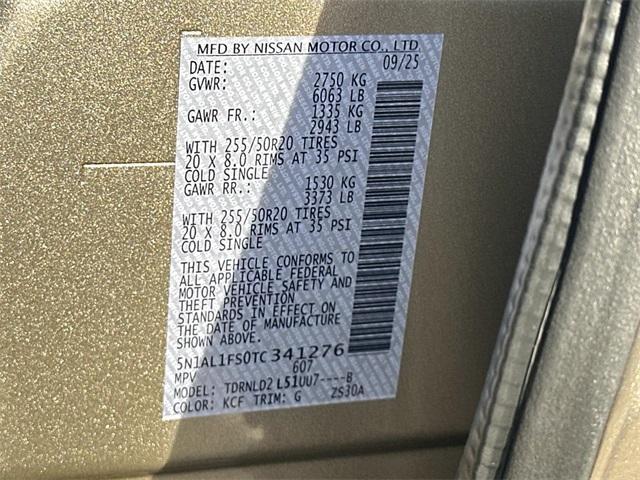 MFD BY NISSAN MOTOR CO., LTD
DATE: 09/25
GVWR: 2750 KG
6063 LB
GAWR FR.: 1335 KG
2943 LB
WITH 255/50R20 TIRES
20 X 8.0 RIMS AT 35 PSI
COLD SINGLE
GAWR RR.: 1530 KG
3373 LB
WITH 255/50R20 TIRES
20 X 8.0 RIMS AT 35 PSI
COLD SINGLE
THIS VEHICLE CONFORMS TO
ALL APPLICABLE FEDERAL
MOTOR VEHICLE SAFETY AND
THEFT PREVENTION
STANDARDS IN EFFECT ON
THE DATE OF MANUFACTURE
SHOWN ABOVE.
5N1AL1FS0TC341276
MPV 607
MODEL: TDRNLD2 L51UU7----B
COLOR: KCF TRIM: G ZS30A